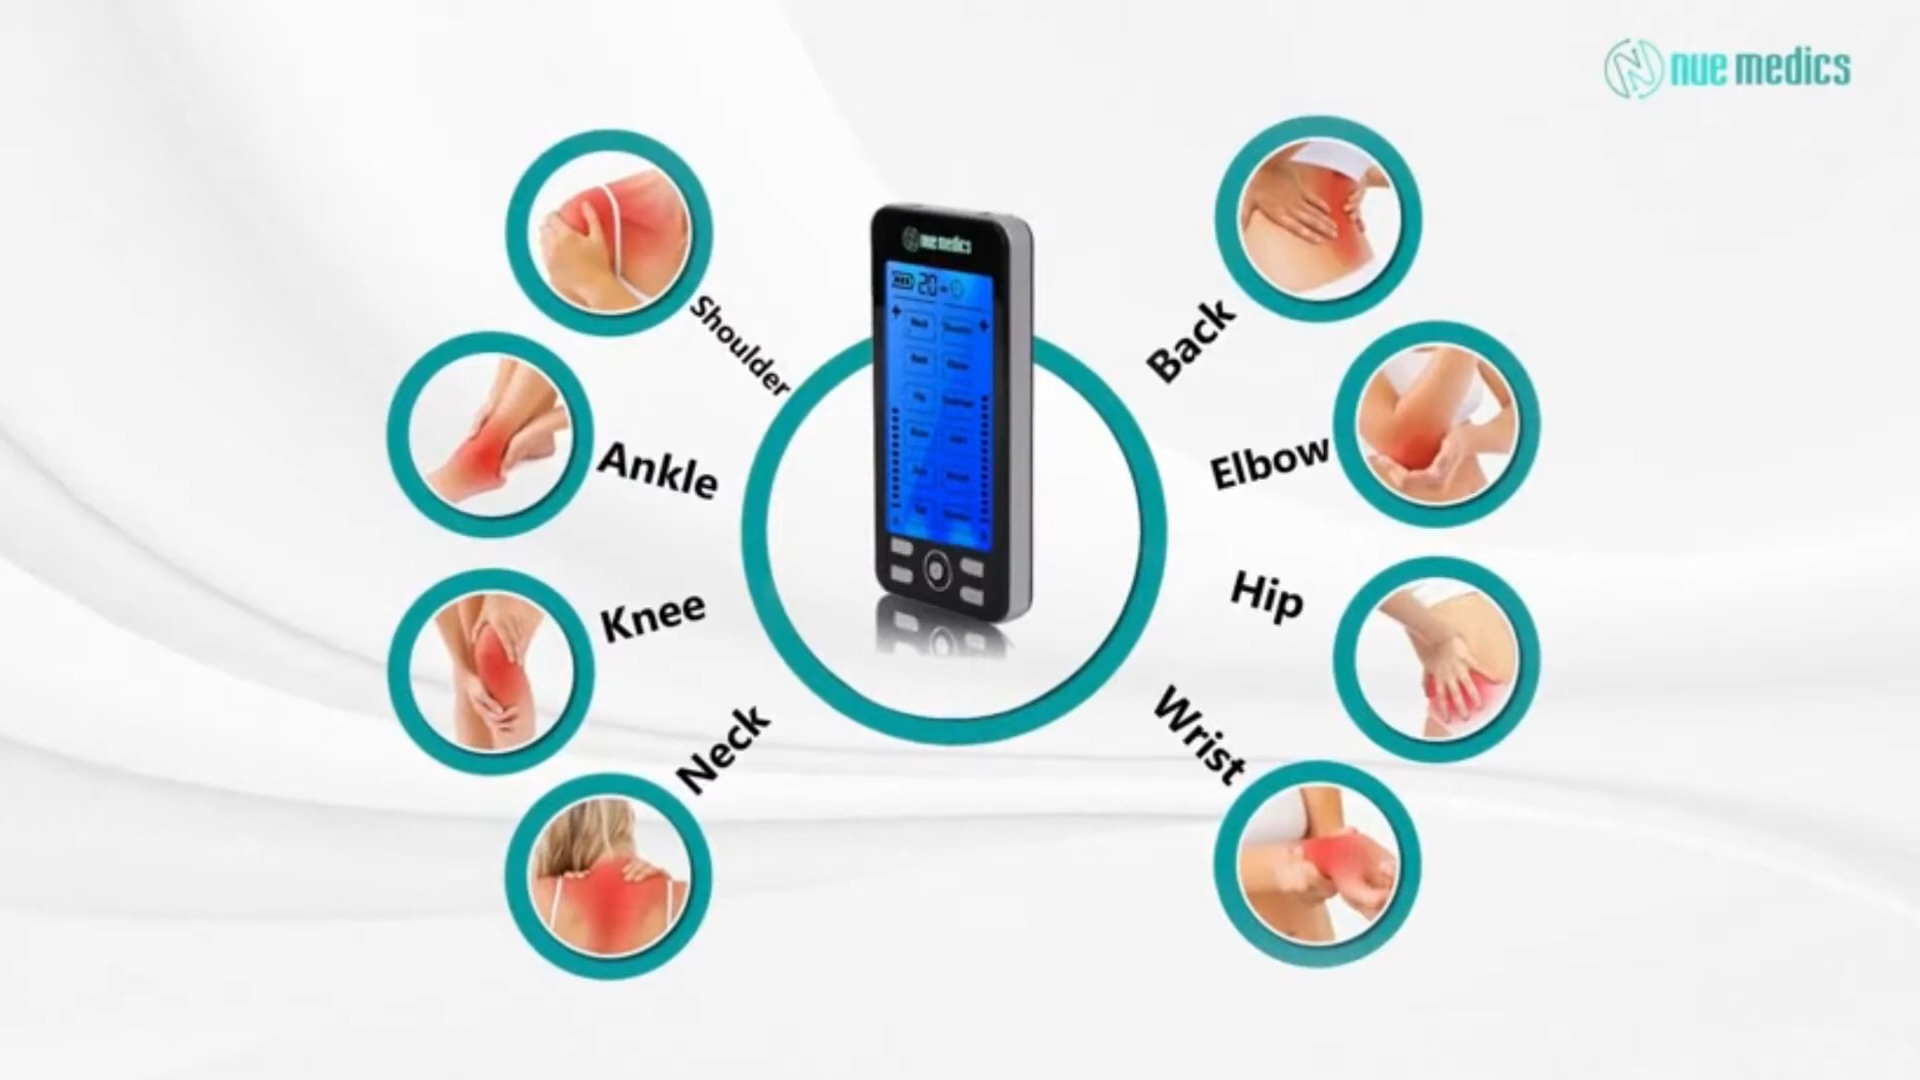 nue medics
nue medics
20
Shoulder
Back
Ankle
Elbow
Knee
Hip
Neck
Wrist